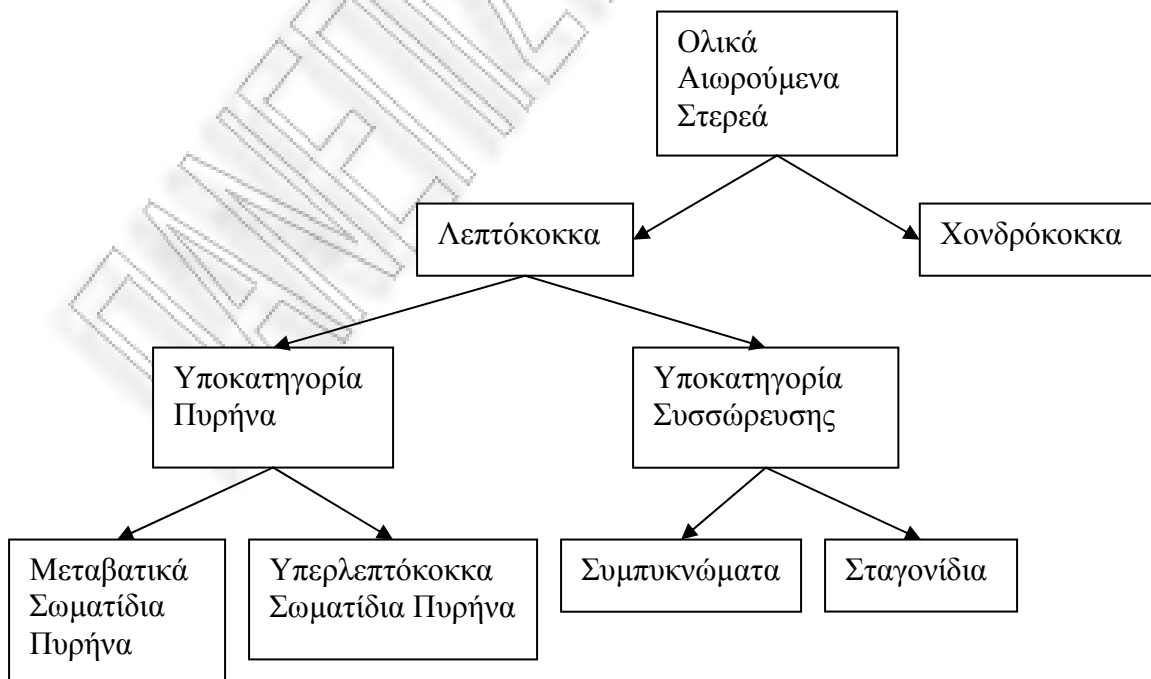 Ολικά
Αιωρούμενα
Στερεά
Λεπτόκοκκα
Χονδρόκοκκα
Υποκατηγορία
Πυρήνα
Υποκατηγορία
Συσσώρευσης
Μεταβατικά
Σωματίδια
Πυρήνα
Υπερλεπτόκοκκα
Σωματίδια Πυρήνα
Συμπυκνώματα
Σταγονίδια